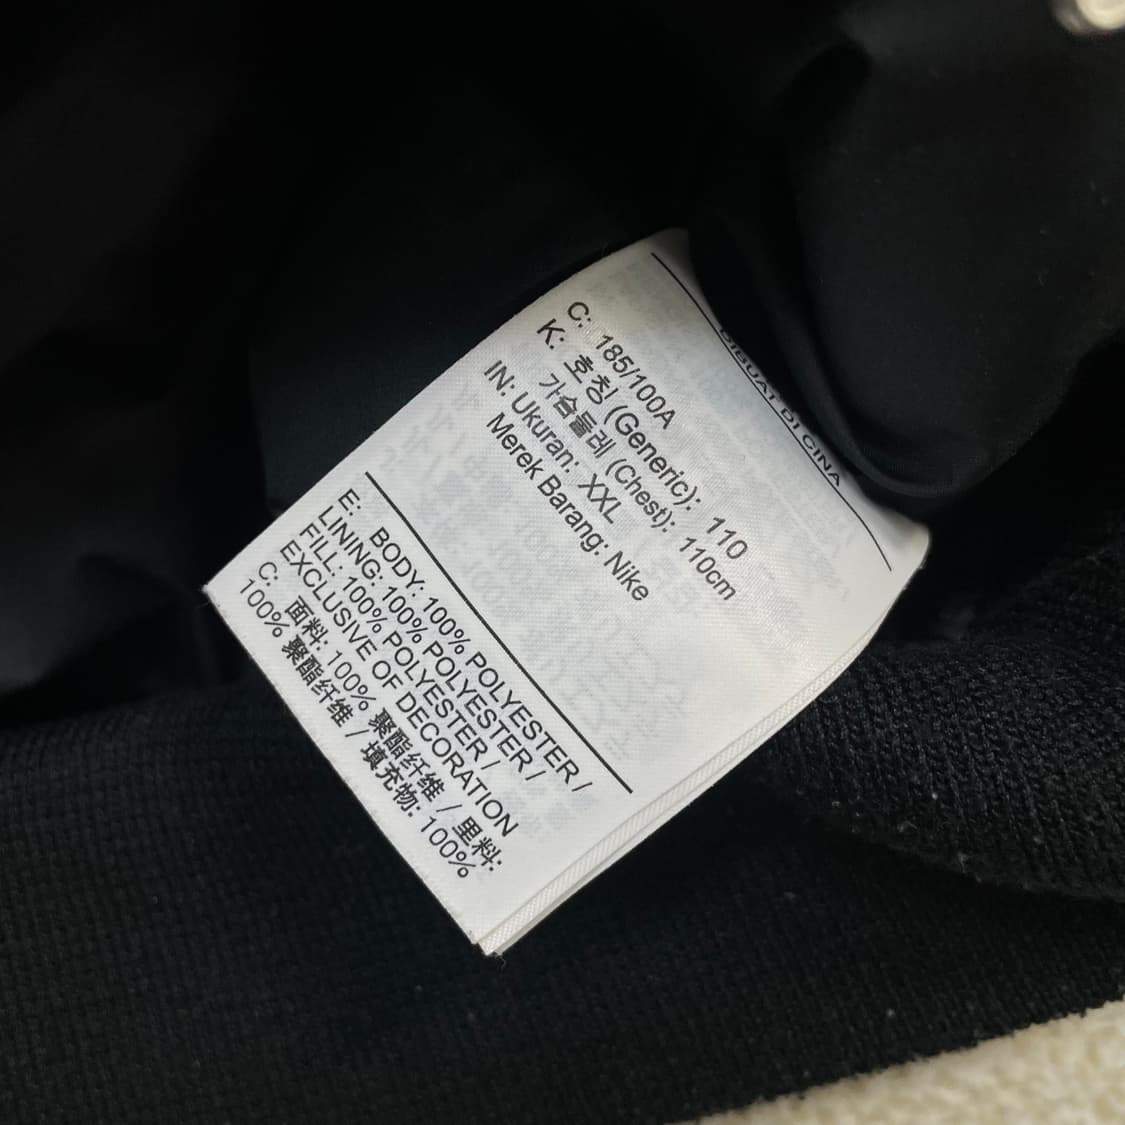 DIBUAT DI CINA
C: 185/100A
K: 호칭 (Generic): 110
가슴둘레 (Chest): 110cm
IN: Ukuran: XXL
Merek Barang: Nike
E: BODY: 100% POLYESTER /
LINING: 100% POLYESTER /
FILL: 100% POLYESTER /
EXCLUSIVE OF DECORATION
C: 面料: 100% 聚酯纤维 / 里料:
100% 聚酯纤维 / 填充物: 100%